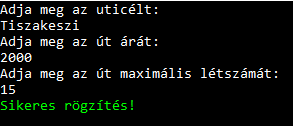 Adja meg az uticélt:
Tiszakeszi
Adja meg az út árát:
2000
Adja meg az út maximális létszámát:
15
Sikeres rögzítés!